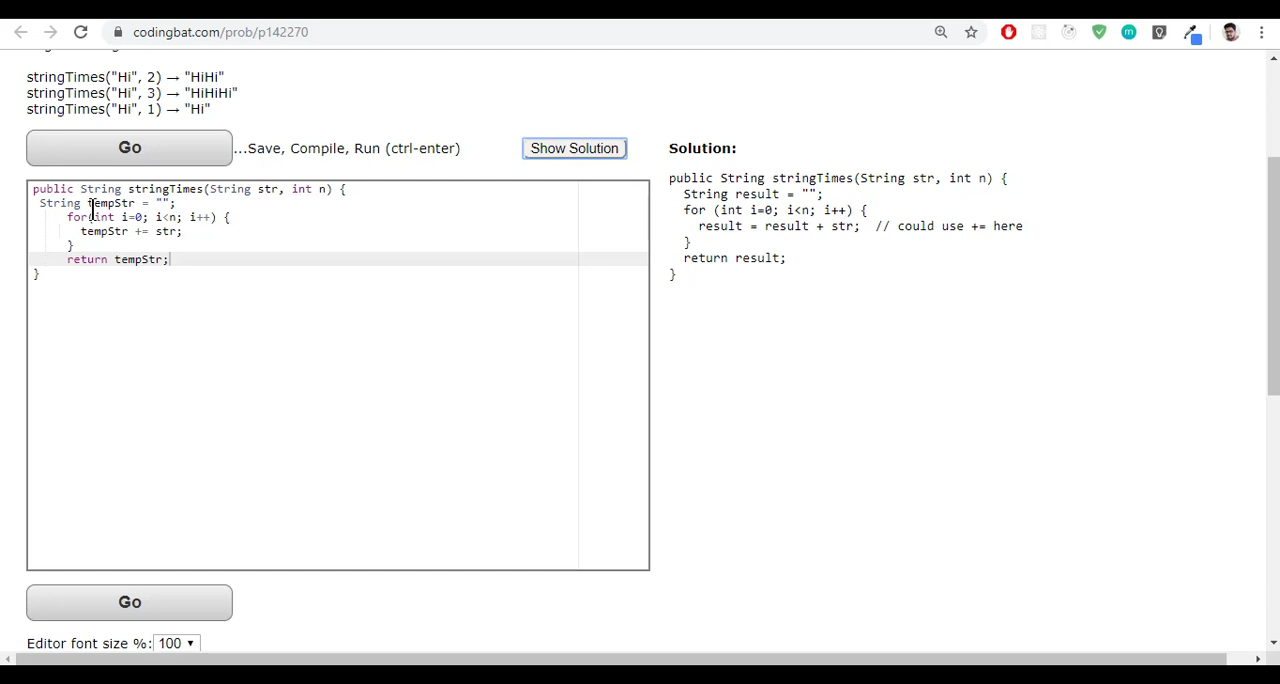 codingbat.com/prob/p142270
stringTimes("Hi", 2) → "HiHi"
stringTimes("Hi", 3) → "HiHiHi"
stringTimes("Hi", 1) → "Hi"
Go
...Save, Compile, Run (ctrl-enter)
Show Solution
public String stringTimes(String str, int n) {
String tempStr = "";
for(int i=0; i<n; i++) {
tempStr += str;
}
return tempStr;
}
Solution:
public String stringTimes(String str, int n) {
String result = "";
for (int i=0; i<n; i++) {
result = result + str;  // could use += here
}
return result;
}
Go
Editor font size %: 100